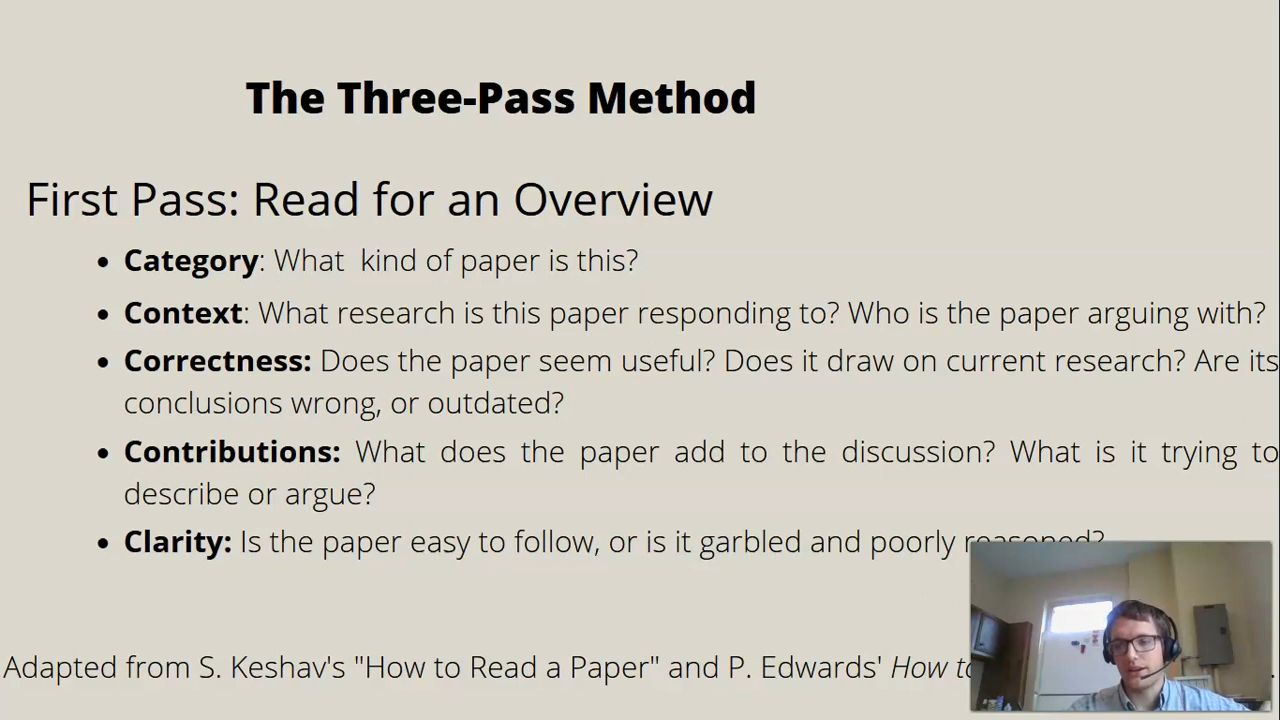 The Three-Pass Method
First Pass: Read for an Overview
• Category: What  kind of paper is this?
• Context: What research is this paper responding to? Who is the paper arguing with?
• Correctness: Does the paper seem useful? Does it draw on current research? Are its
conclusions wrong, or outdated?
• Contributions: What does the paper add to the discussion? What is it trying to
describe or argue?
• Clarity: Is the paper easy to follow, or is it garbled and poorly reasoned?
Adapted from S. Keshav's "How to Read a Paper" and P. Edwards' How